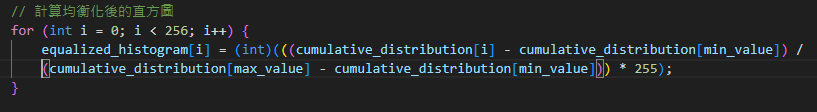 // 計算均衡化後的直方圖
for (int i = 0; i < 256; i++) {
equalized_histogram[i] = (int)(((cumulative_distribution[i] - cumulative_distribution[min_value]) /
(cumulative_distribution[max_value] - cumulative_distribution[min_value])) * 255);
}